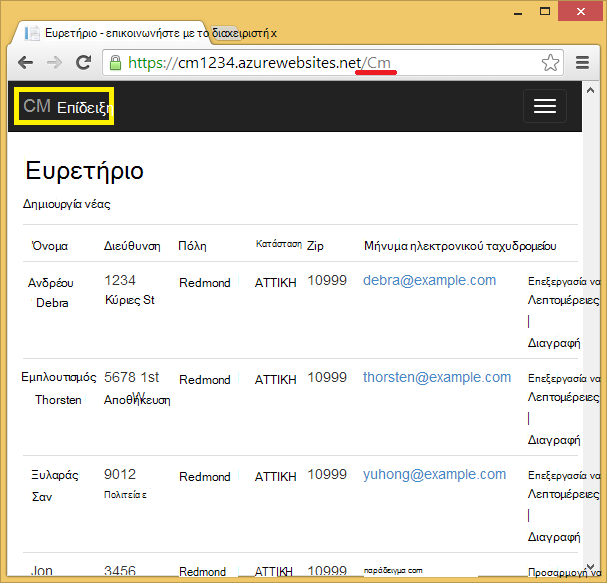 Ευρετήριο - επικοινωνήστε με το διαχειριστή x
https://cm1234.azurewebsites.net/Cm
CM Επίδειξη
Ευρετήριο
Δημιουργία νέας
Όνομα Διεύθυνση Πόλη Κατάσταση Zip Μήνυμα ηλεκτρονικού ταχυδρομείου
Ανδρέου 1234 Redmond ΑΤΤΙΚΗ 10999 debra@example.com Επεξεργασία να
Debra Κύριες St Λεπτομέρειες
|
Διαγραφή
Εμπλουτισμός 5678 1st Redmond ΑΤΤΙΚΗ 10999 thorsten@example.com Επεξεργασία να
Thorsten W Αποθήκευση Λεπτομέρειες
|
Διαγραφή
Ξυλαράς 9012 Redmond ΑΤΤΙΚΗ 10999 yuhong@example.com Επεξεργασία να
Σαν Πολιτεία ε Λεπτομέρειες
|
Διαγραφή
Jon 3456 Redmond ΑΤΤΙΚΗ 10999 παράδειγμα com Προσαρμογή να